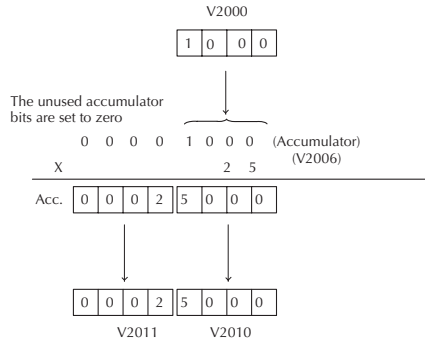 V2000
1 0 0 0
The unused accumulator
bits are set to zero
0 0 0 0 1 0 0 0 (Accumulator)
X 2 5 (V2006)
Acc. 0 0 0 2 5 0 0 0
0 0 0 2 5 0 0 0
V2011 V2010